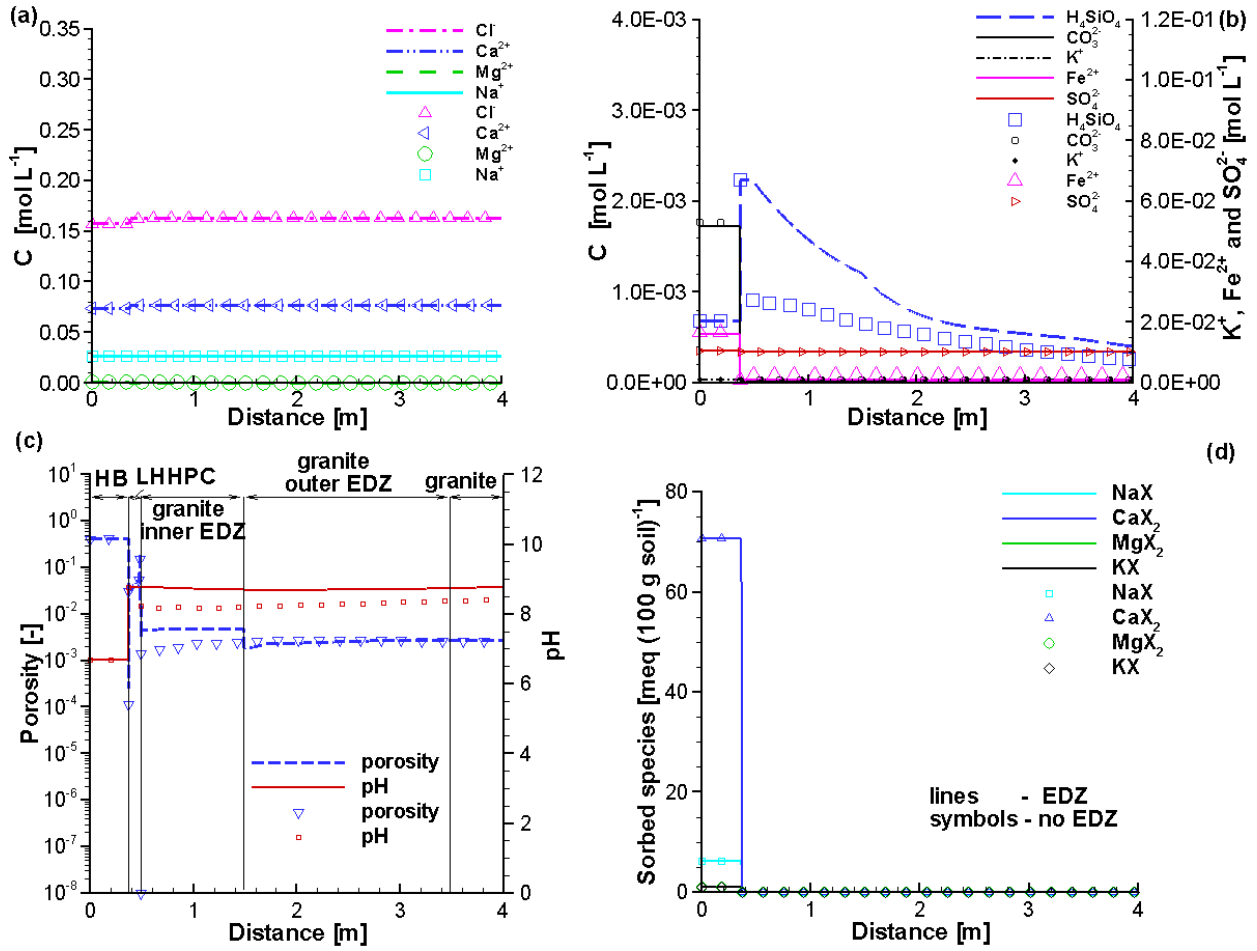 (a)
0.35
0.30
0.25
0.20
0.15
0.10
0.05
0.00
C [mol L-1]
0 1 2 3 4
Distance [m]
Cl-
Ca2+
Mg2+
Na+
Cl-
Ca2+
Mg2+
Na+
(b)
4.0E-03
3.0E-03
2.0E-03
1.0E-03
0.0E+00
C [mol L-1]
0 1 2 3 4
Distance [m]
1.2E-01
1.0E-01
8.0E-02
6.0E-02
4.0E-02
2.0E-02
0.0E+00
K+, Fe2+ and SO42- [mol L-1]
H4SiO4
CO32-
K+
Fe2+
SO42-
H4SiO4
CO32-
K+
Fe2+
SO42-
(c)
HB LHHPC
granite
inner EDZ
granite
outer EDZ
granite
101
100
10-1
10-2
10-3
10-4
10-5
10-6
10-7
10-8
Porosity [-]
0 1 2 3 4
Distance [m]
12
10
8
6
4
2
0
pH
porosity
pH
porosity
pH
(d)
80
60
40
20
0
Sorbed species [meq (100 g soil)-1]
0 1 2 3 4
Distance [m]
NaX
CaX2
MgX2
KX
NaX
CaX2
MgX2
KX
lines - EDZ
symbols - no EDZ